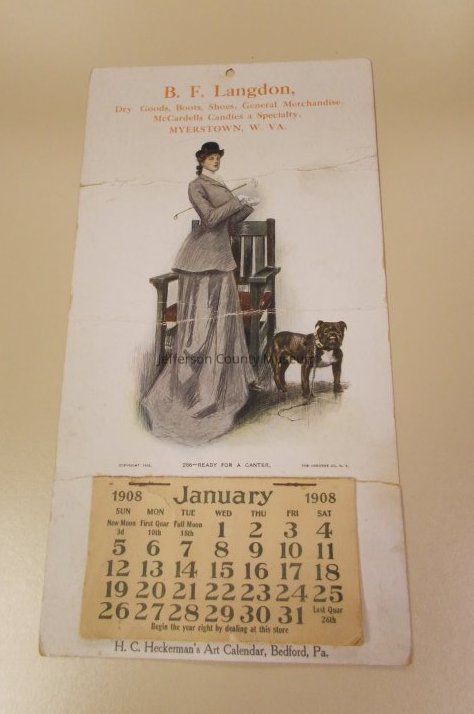 B. F. Langdon,
Dry Goods, Boots, Shoes, General Merchandise.
McCardells Candies a Specialty.
MYERSTOWN, W. VA.
Jefferson County Museum
COPYRIGHT
286—READY FOR A CANTER.
1908 January 1908
SUN MON TUE WED THU FRI SAT
New Moon 3d First Quar 10th Full Moon 18th 1 2 3 4
5 6 7 8 9 10 11
12 13 14 15 16 17 18
19 20 21 22 23 24 25
26 27 28 29 30 31 Last Quar 26th
Begin the year right by dealing at this store
H. C. Heckerman's Art Calendar, Bedford, Pa.